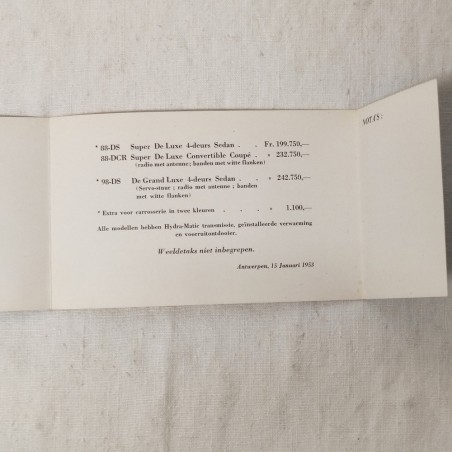 * 88-DS Super De Luxe 4-deurs Sedan . . Fr. 199.750,—
88-DCR Super De Luxe Convertible Coupé . » 232.750,—
(radio met antenne ; banden met witte flanken)
* 98-DS De Grand Luxe 4-deurs Sedan . . » 242.750,—
(Servo-stuur ; radio met antenne ; banden
met witte flanken)
* Extra voor carrosserie in twee kleuren . . . » 1.100,—
Alle modellen hebben Hydra-Matic transmissie, geïnstalleerde verwarming
en voorruitontdooier.
Weeldetaks niet inbegrepen.
Antwerpen, 15 Januari 1953
NOTA'S :